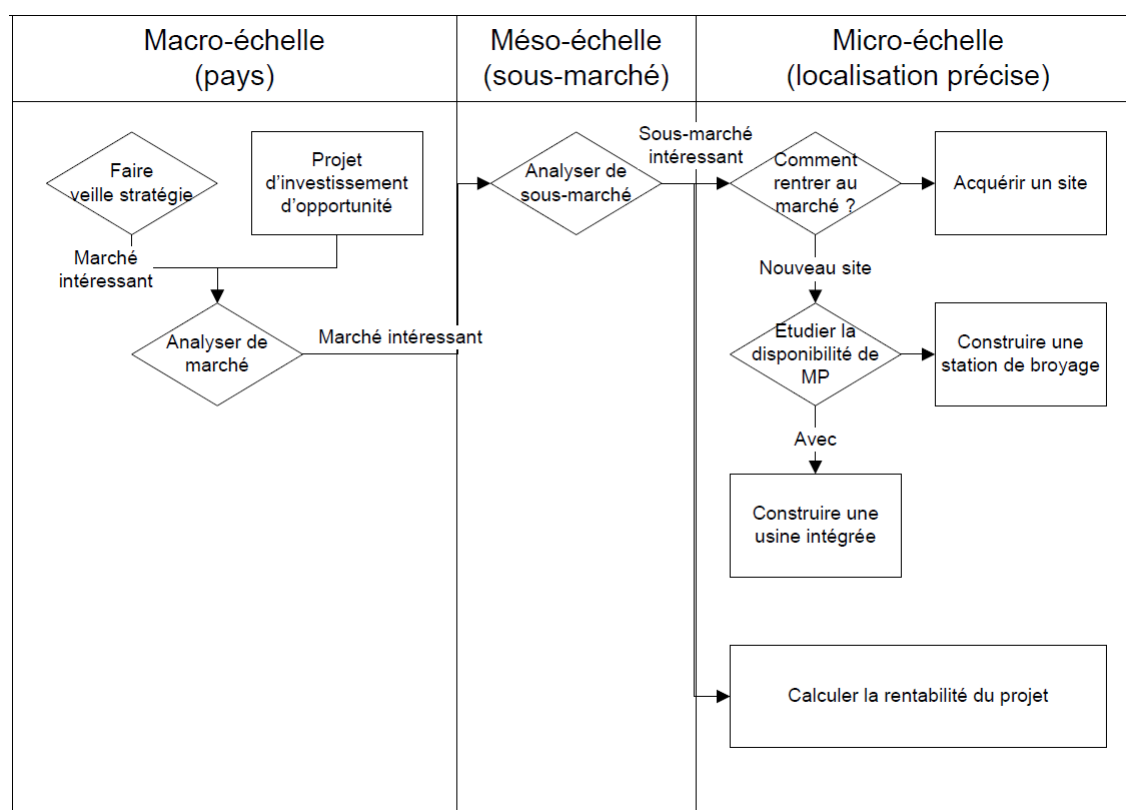 Macro-échelle
(pays)
Méso-échelle
(sous-marché)
Micro-échelle
(localisation précise)
Faire
veille stratégie
Projet
d'investissement
d'opportunité
Analyser de
sous-marché
Sous-marché
intéressant
Comment
rentrer au
marché ?
Acquérir un site
Marché
intéressant
Nouveau site
Analyser de
marché
Marché intéressant
Etudier la
disponibilité de
MP
Construire une
station de broyage
Avec
Construire une
usine intégrée
Calculer la rentabilité du projet